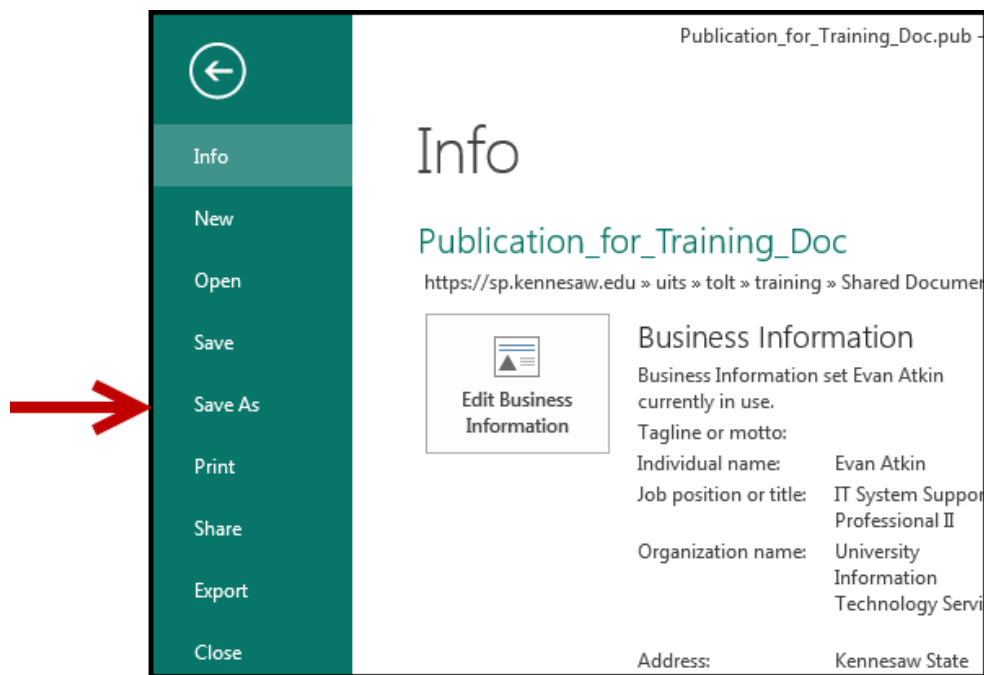 Publication_for_Training_Doc.pub -
Info
New
Open
Save
Save As
Print
Share
Export
Close
Info
Publication_for_Training_Doc
https://sp.kennesaw.edu » uits » tolt » training » Shared Documen
Edit Business
Information
Business Information
Business Information set Evan Atkin
currently in use.
Tagline or motto:
Individual name: Evan Atkin
Job position or title: IT System Suppor
Professional II
Organization name: University
Information
Technology Servi
Address: Kennesaw State